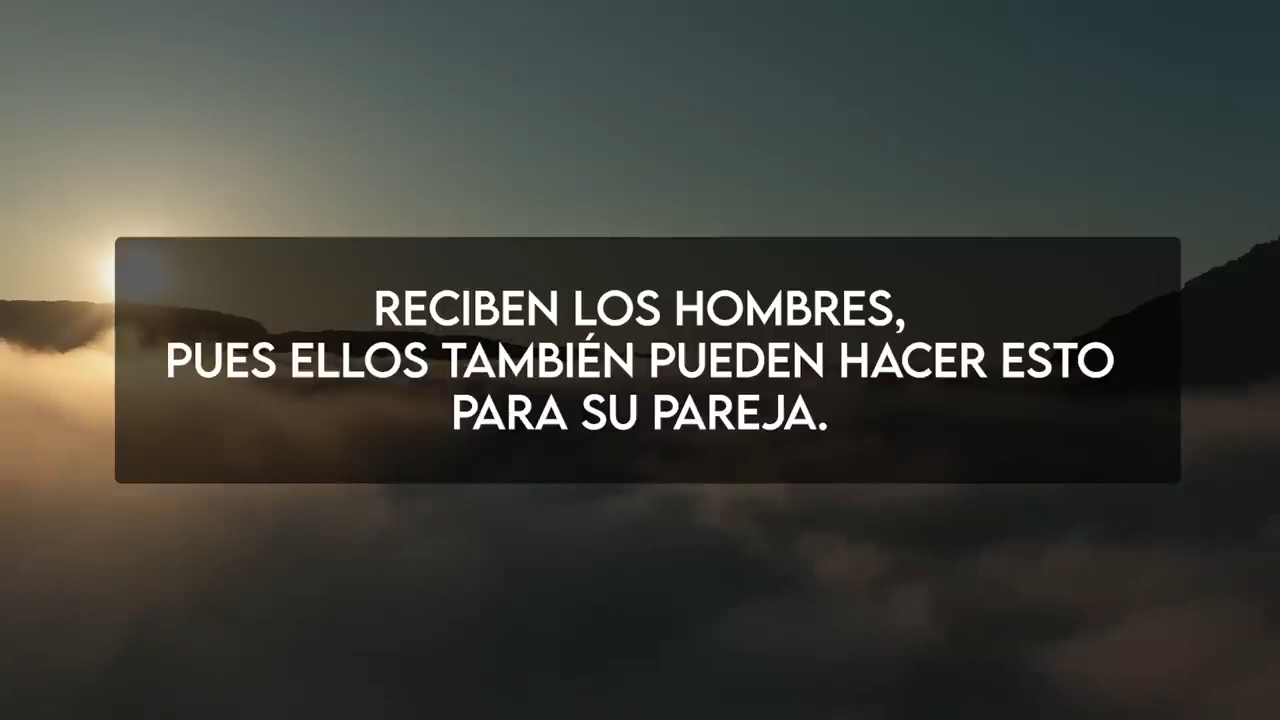 RECIBEN LOS HOMBRES,
PUES ELLOS TAMBIÉN PUEDEN HACER ESTO
PARA SU PAREJA.